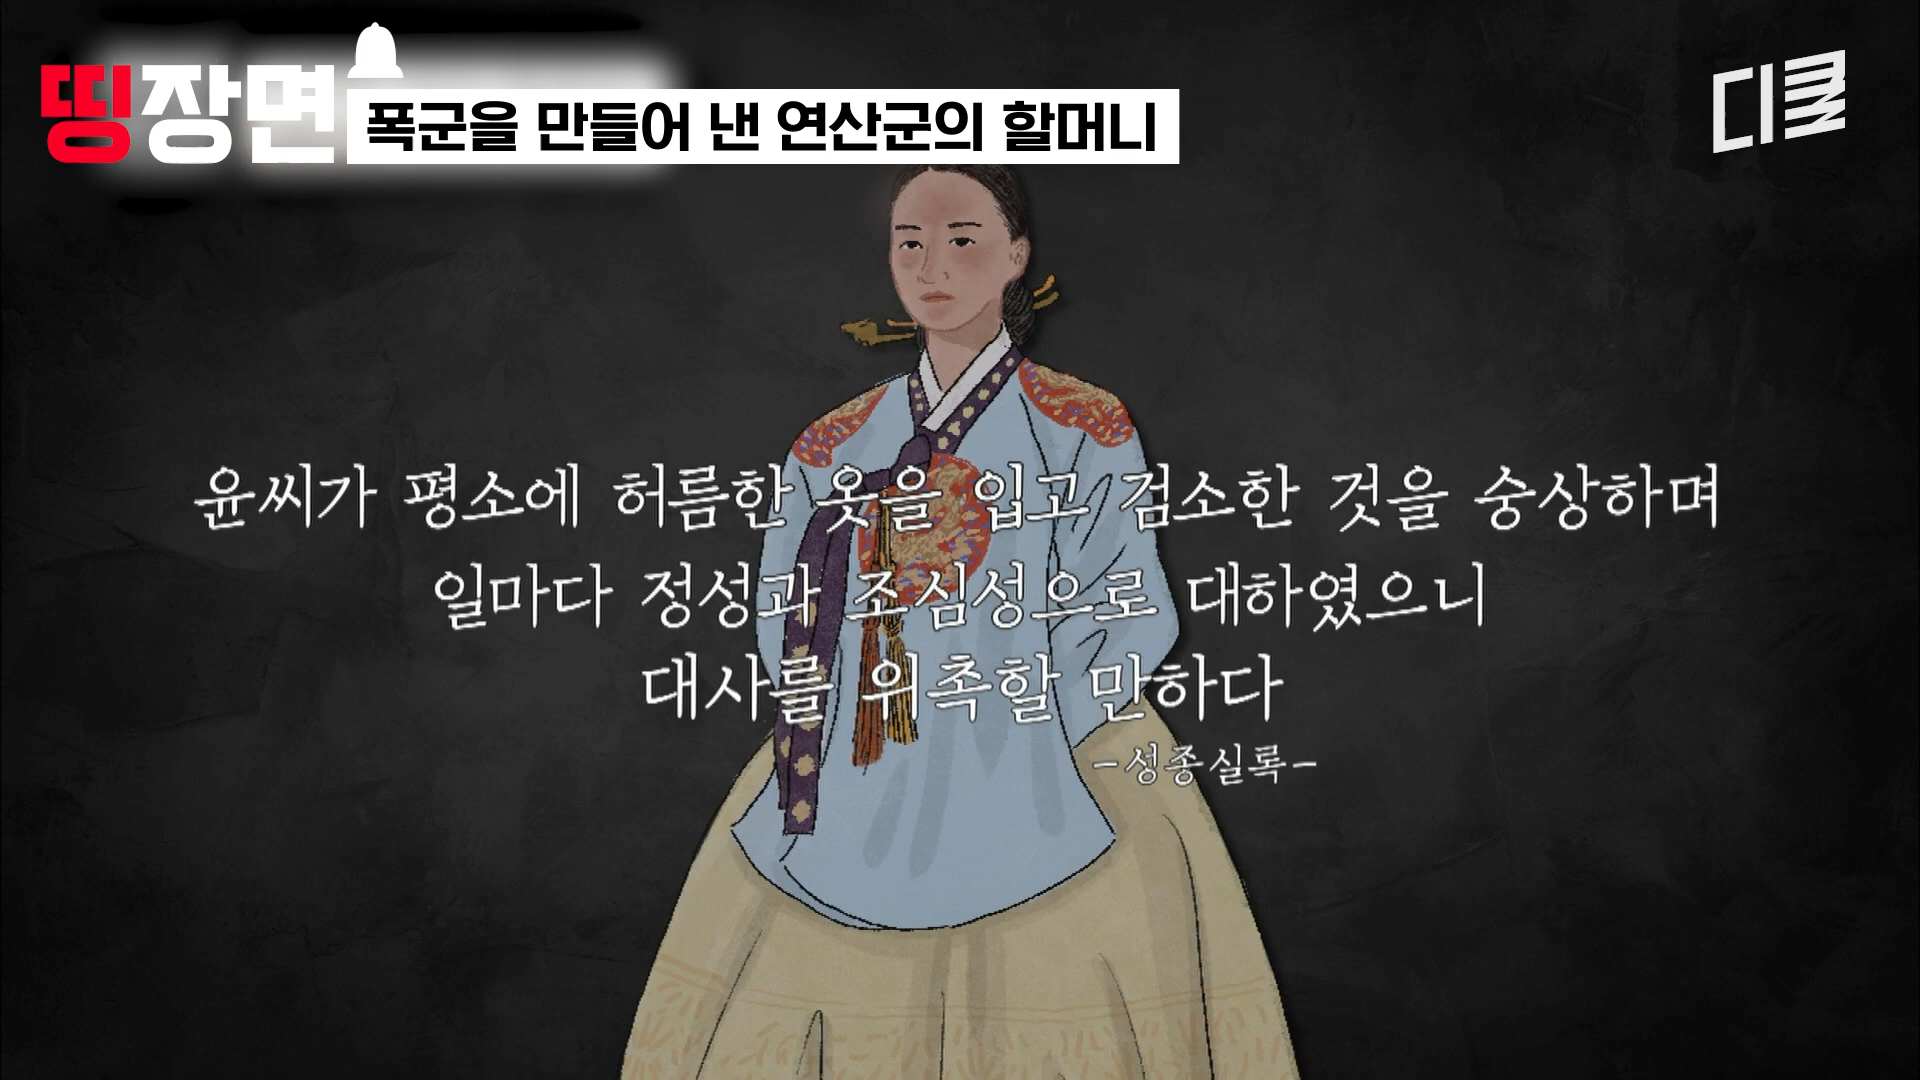 띵장면
폭군을 만들어 낸 연산군의 할머니
디클
윤씨가 평소에 허름한 옷을 입고 검소한 것을 숭상하며
일마다 정성과 조심성으로 대하였으니
대사를 위촉할 만하다
-성종실록-